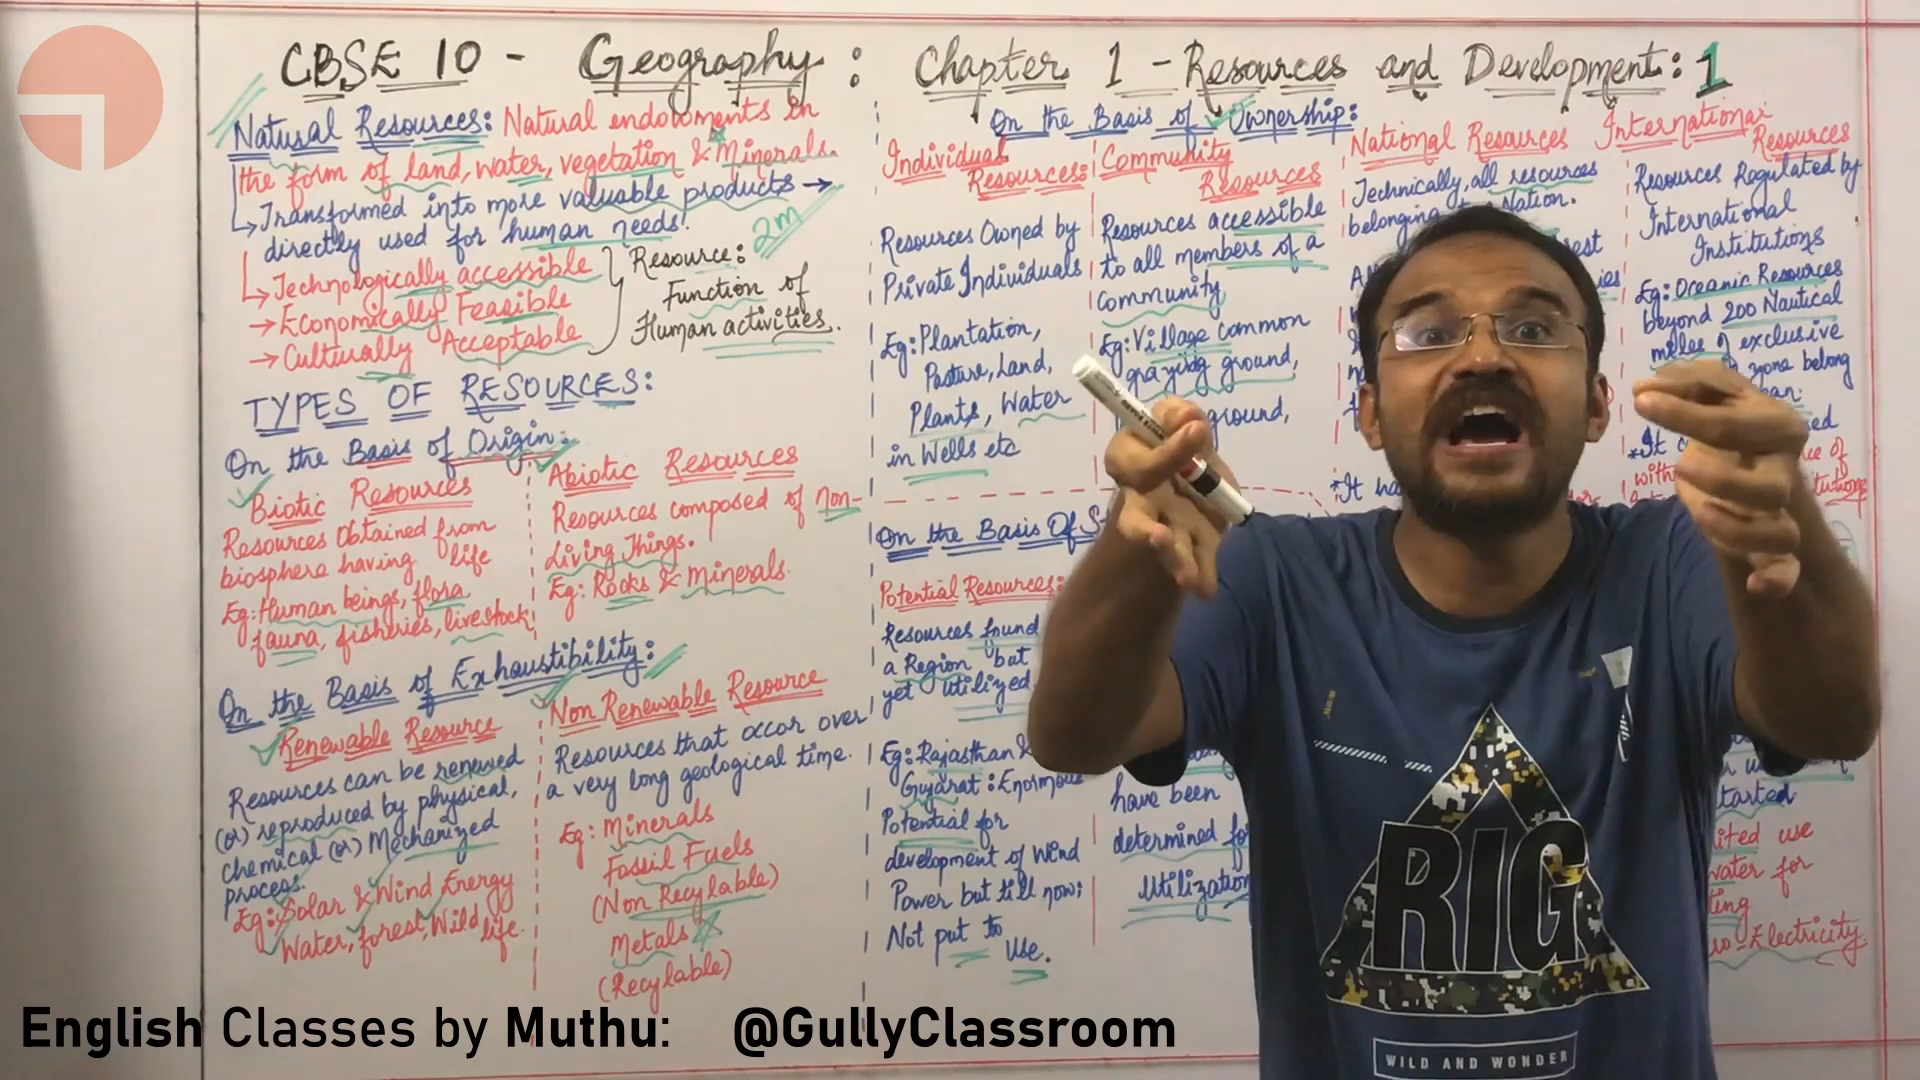 CBSE 10 - Geography : Chapter 1 - Resources and Development: 1
Natural Resources: Natural endowments in
the form of land, water, vegetation & Minerals.
Transformed into more valuable products →
directly used for human needs!
2M
→ Technologically accessible
→ Economically Feasible
→ Culturally Acceptable
Resource:
Function of
Human activities.
TYPES OF RESOURCES:
On the Basis of Origin:
Biotic Resources
Resources Obtained from
biosphere having life
Eg: Human beings, flora,
fauna, fisheries, livestock
Abiotic Resources
Resources composed of non-
living things.
Eg: Rocks & Minerals.
On the Basis of Exhaustibility:
Renewable Resource
Resources can be renewed
(or) reproduced by physical,
chemical (or) Mechanized
process.
Eg: Solar & Wind Energy
Water, forest, Wild life.
Non Renewable Resource
Resources that occor over
a very long geological time.
Eg: Minerals
Fossil Fuels
(Non Recylable)
Metals
(Recylable)
On the Basis of Ownership:
Individual
Resources:
Resources Owned by
Private Individuals
Eg: Plantation,
Pasture, Land,
Plants, Water
in Wells etc
Community
Resources
Resources accessible
to all members of a
community
Eg: Village common
grazing ground,
ground,
National Resources
Technically, all resources
belonging Nation.
International
Resources
Resources Regulated by
International
Institutions
Eg: Oceanic Resources
beyond 200 Nautical
miles of exclusive
zone belong
On the Basis Of
Potential Resources:
Resources found
a Region but
yet utilized
Eg: Rajasthan &
Gujarat: Enormous
Potential for
development of Wind
Power but till now;
Not put to
Use.
have been
determined for
Utilization
use
water for
Electricity.
RIG
WILD AND WONDER
English Classes by Muthu: @GullyClassroom